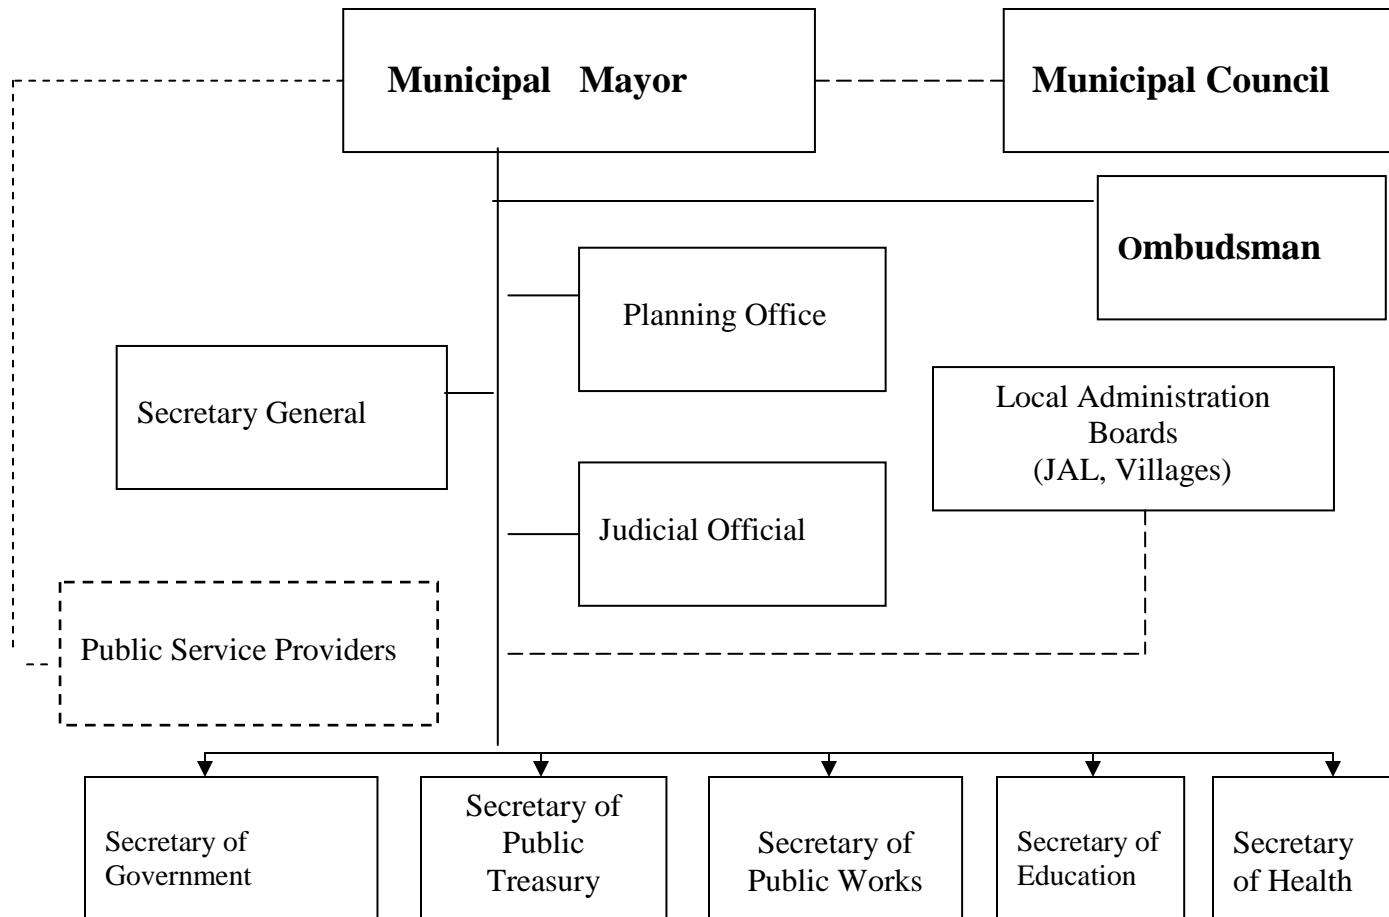 Municipal Mayor
Municipal Council
Ombudsman
Planning Office
Secretary General
Local Administration
Boards
(JAL, Villages)
Judicial Official
Public Service Providers
Secretary of
Government
Secretary of
Public
Treasury
Secretary of
Public Works
Secretary of
Education
Secretary
of Health